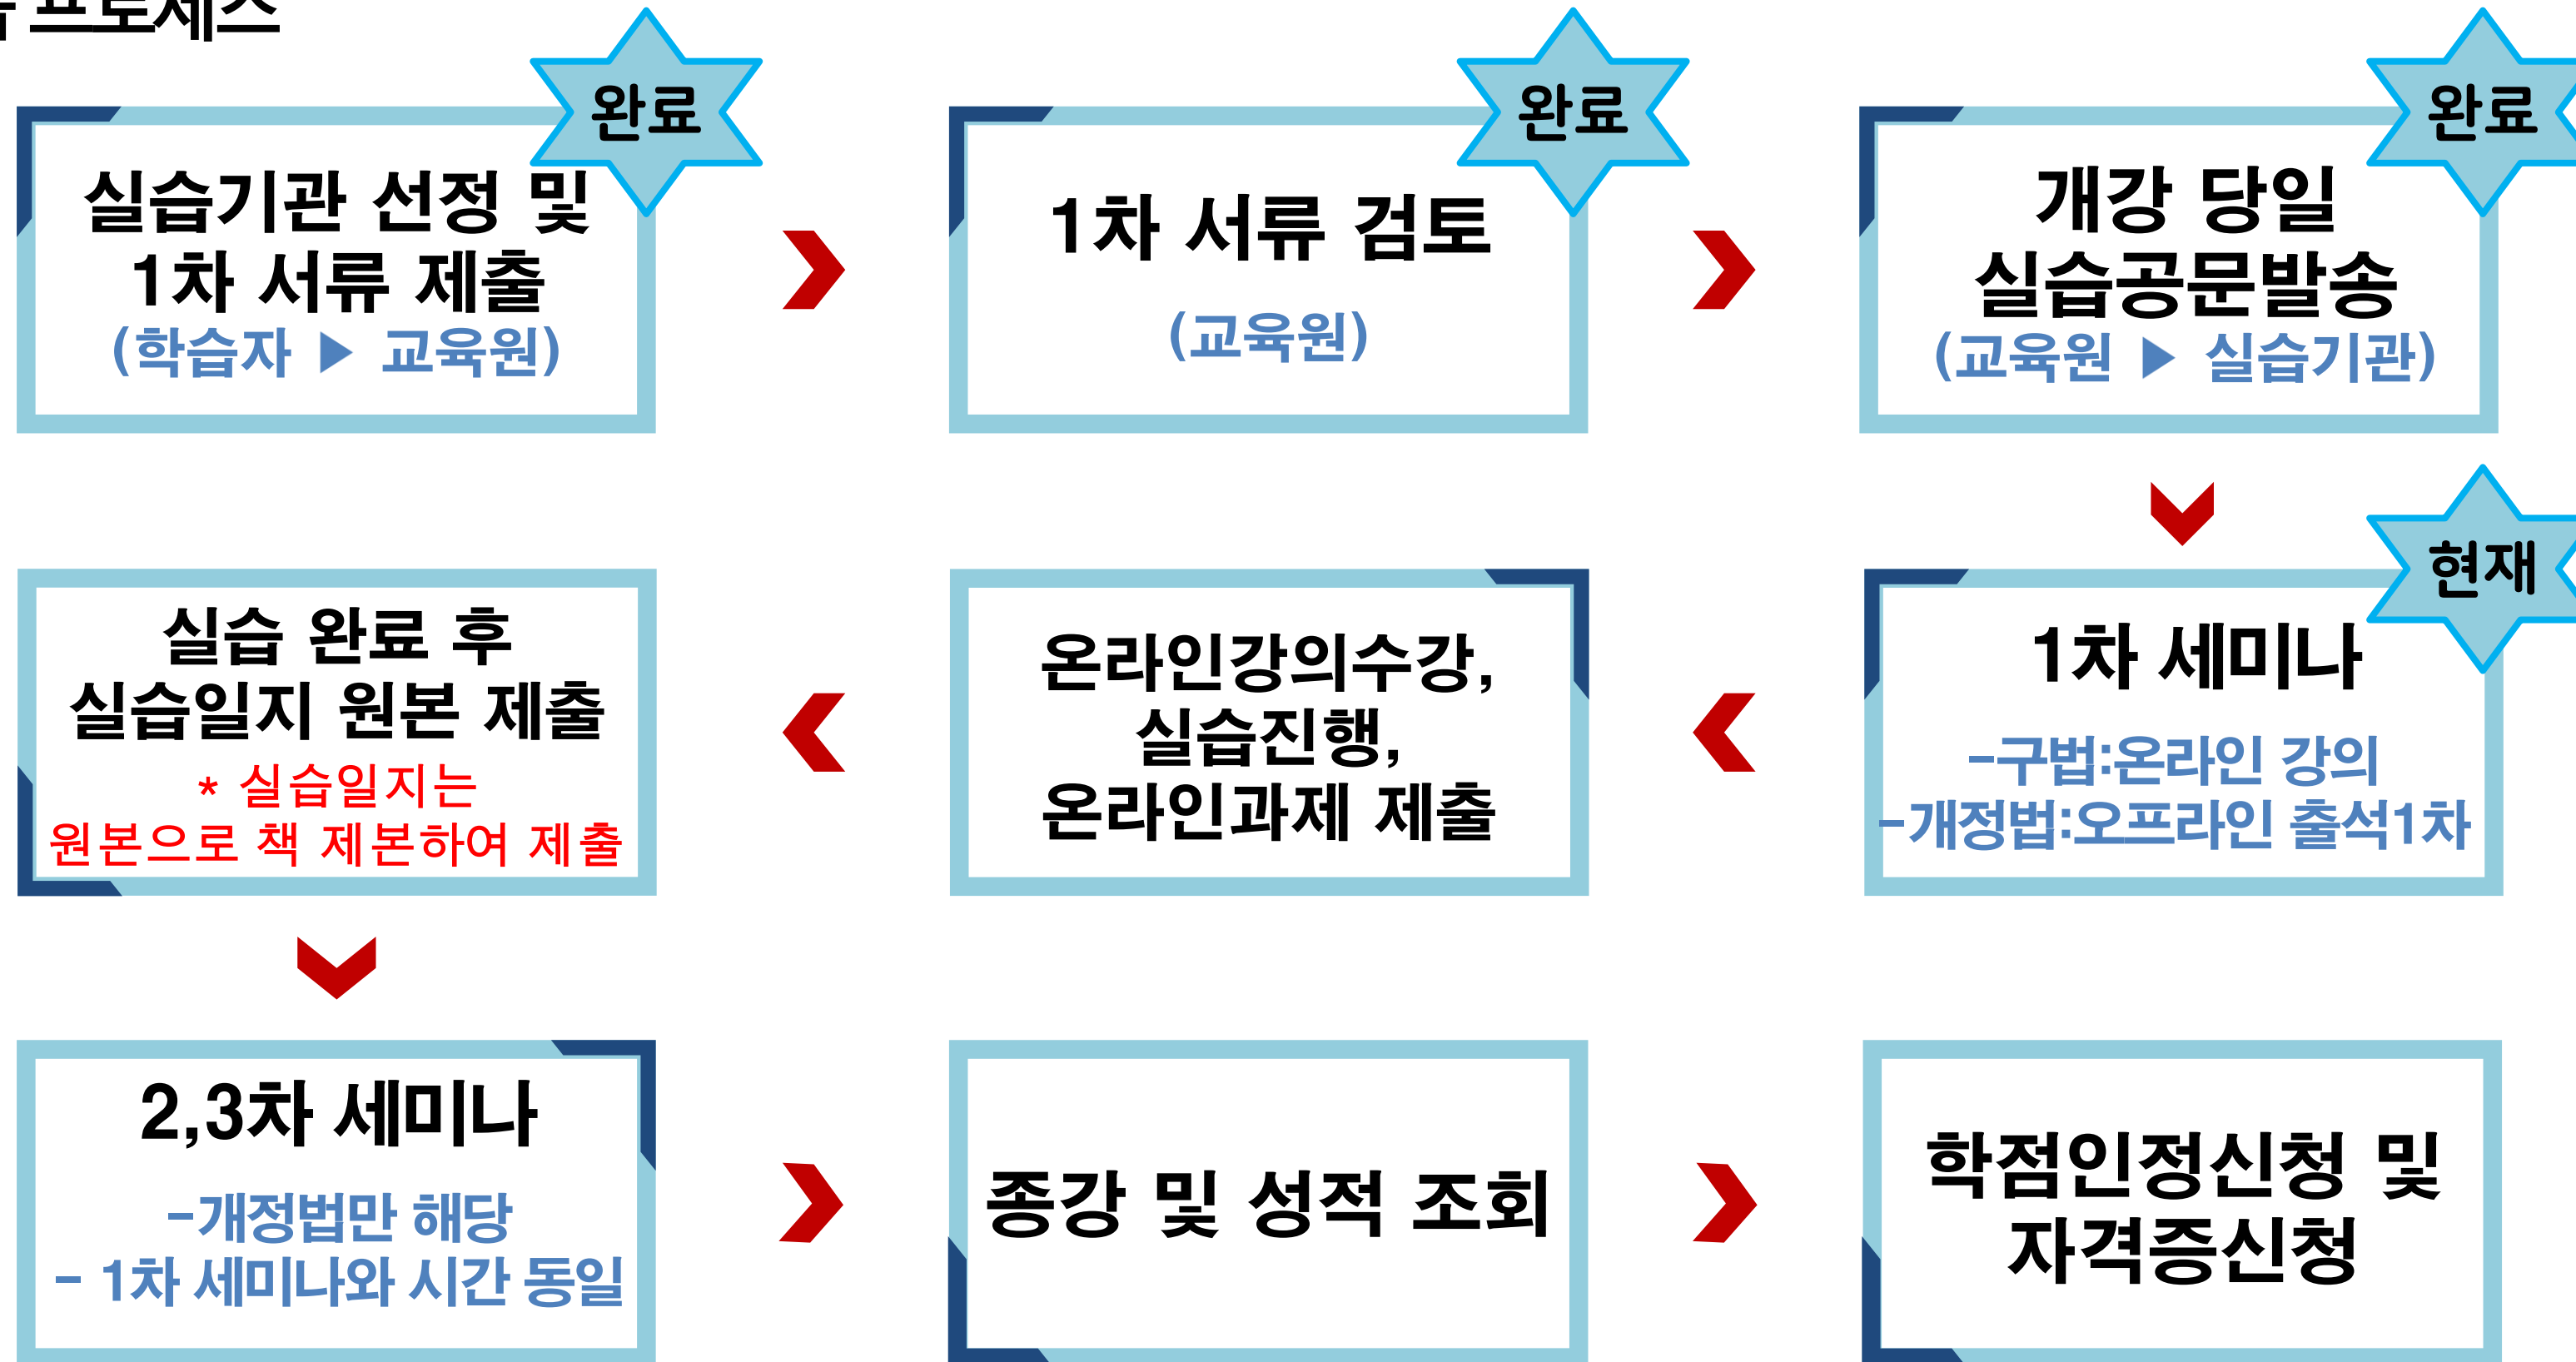 프로세스
완료
실습기관 선정 및
1차 서류 제출
(학습자 ▶ 교육원)
완료
1차 서류 검토
(교육원)
완료
개강 당일
실습공문발송
(교육원 ▶ 실습기관)
현재
1차 세미나
-구법:온라인 강의
-개정법:오프라인 출석1차
온라인강의수강,
실습진행,
온라인과제 제출
실습 완료 후
실습일지 원본 제출
* 실습일지는
원본으로 책 제본하여 제출
2,3차 세미나
-개정법만 해당
- 1차 세미나와 시간 동일
종강 및 성적 조회
학점인정신청 및
자격증신청